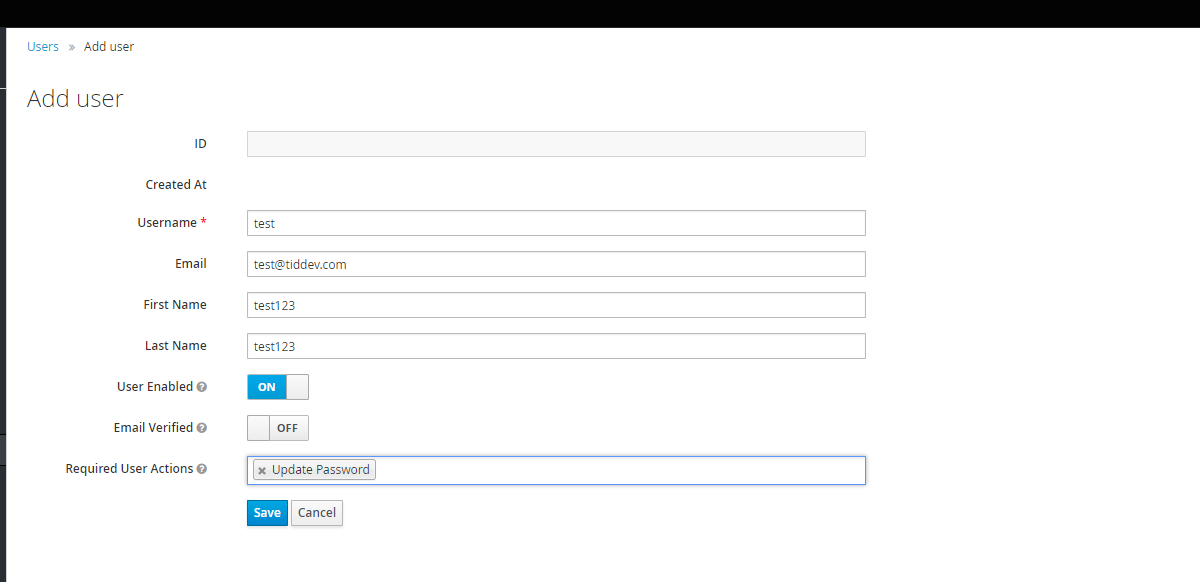 Users » Add user
Add user
ID
Created At
Username * test
Email test@tiddev.com
First Name test123
Last Name test123
User Enabled ? ON
Email Verified ? OFF
Required User Actions ? × Update Password
Save Cancel